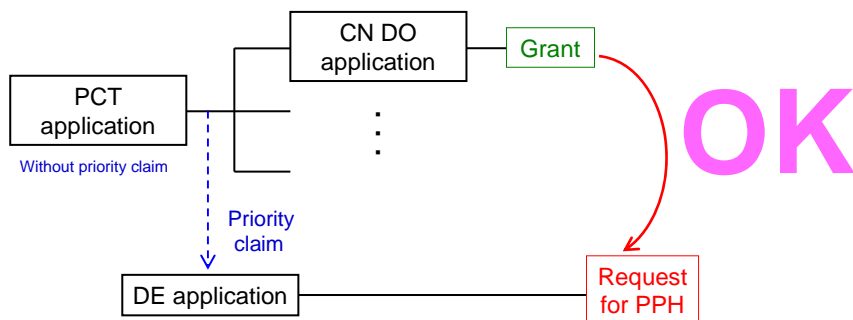 CN DO
application
Grant
PCT
application
OK
Without priority claim
Priority
claim
DE application
Request
for PPH